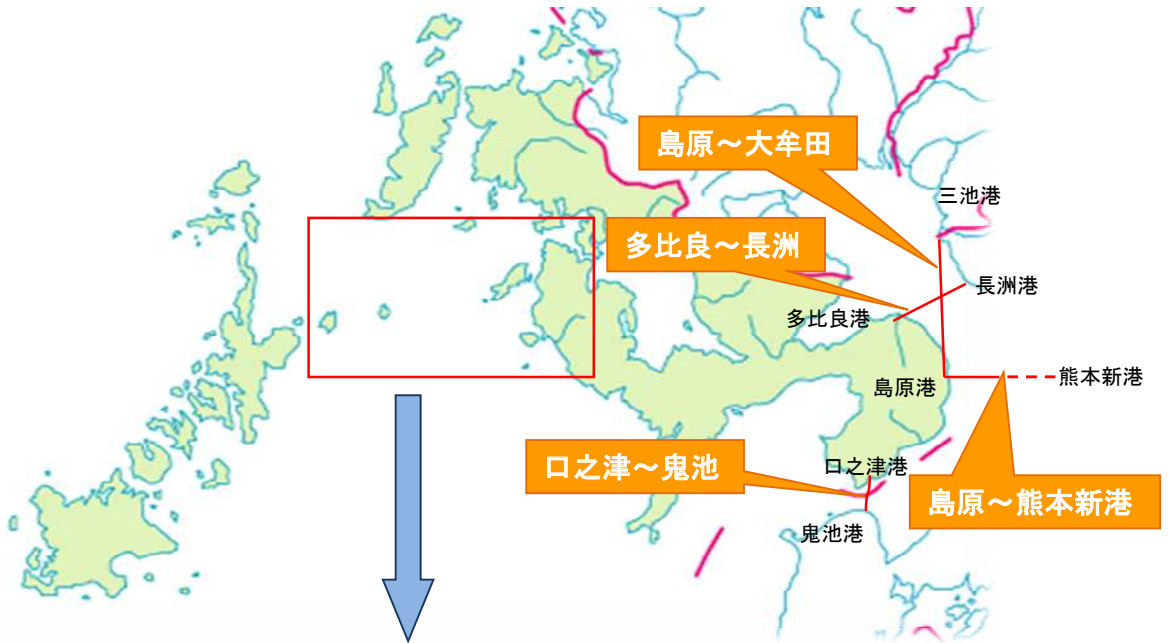 島原～大牟田
三池港
多比良～長洲
長洲港
多比良港
熊本新港
島原港
口之津～鬼池
口之津港
島原～熊本新港
鬼池港